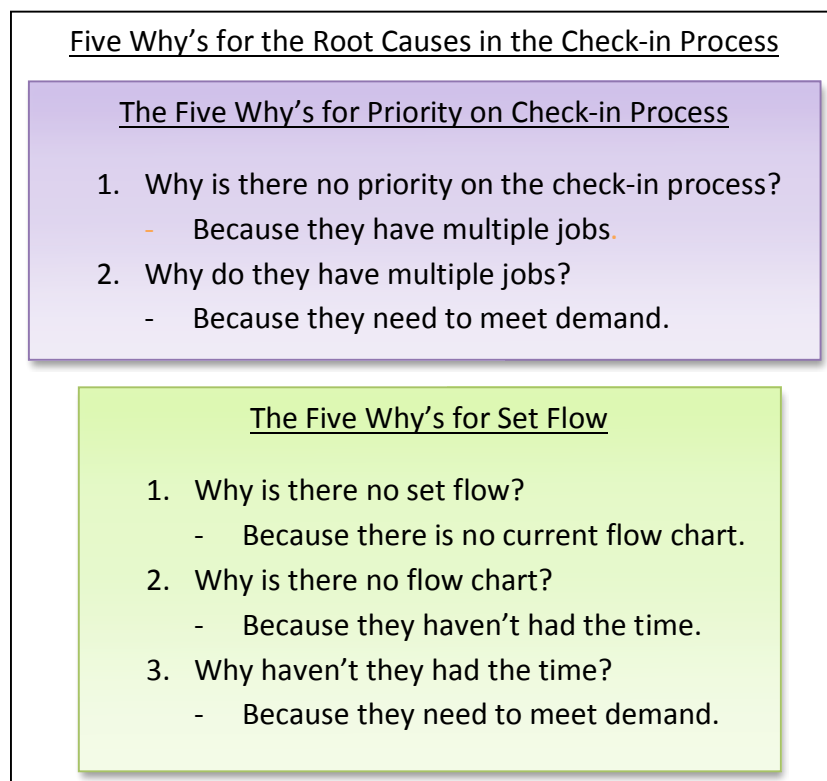 Five Why’s for the Root Causes in the Check-in Process
The Five Why’s for Priority on Check-in Process
1. Why is there no priority on the check-in process?
- Because they have multiple jobs.
2. Why do they have multiple jobs?
- Because they need to meet demand.
The Five Why’s for Set Flow
1. Why is there no set flow?
- Because there is no current flow chart.
2. Why is there no flow chart?
- Because they haven’t had the time.
3. Why haven’t they had the time?
- Because they need to meet demand.